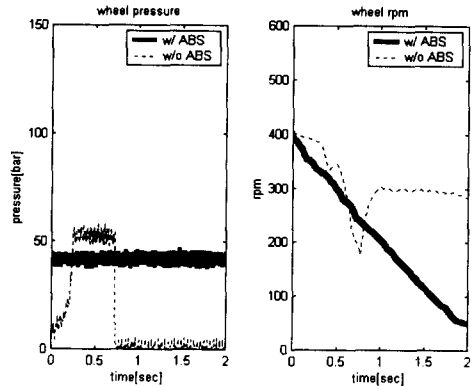 wheel pressure
150
100
50
0
pressure[bar]
w/ ABS
w/o ABS
0 0.5 1 1.5 2
time[sec]
wheel rpm
600
500
400
300
200
100
0
rpm
w/ ABS
w/o ABS
0 0.5 1 1.5 2
time[sec]